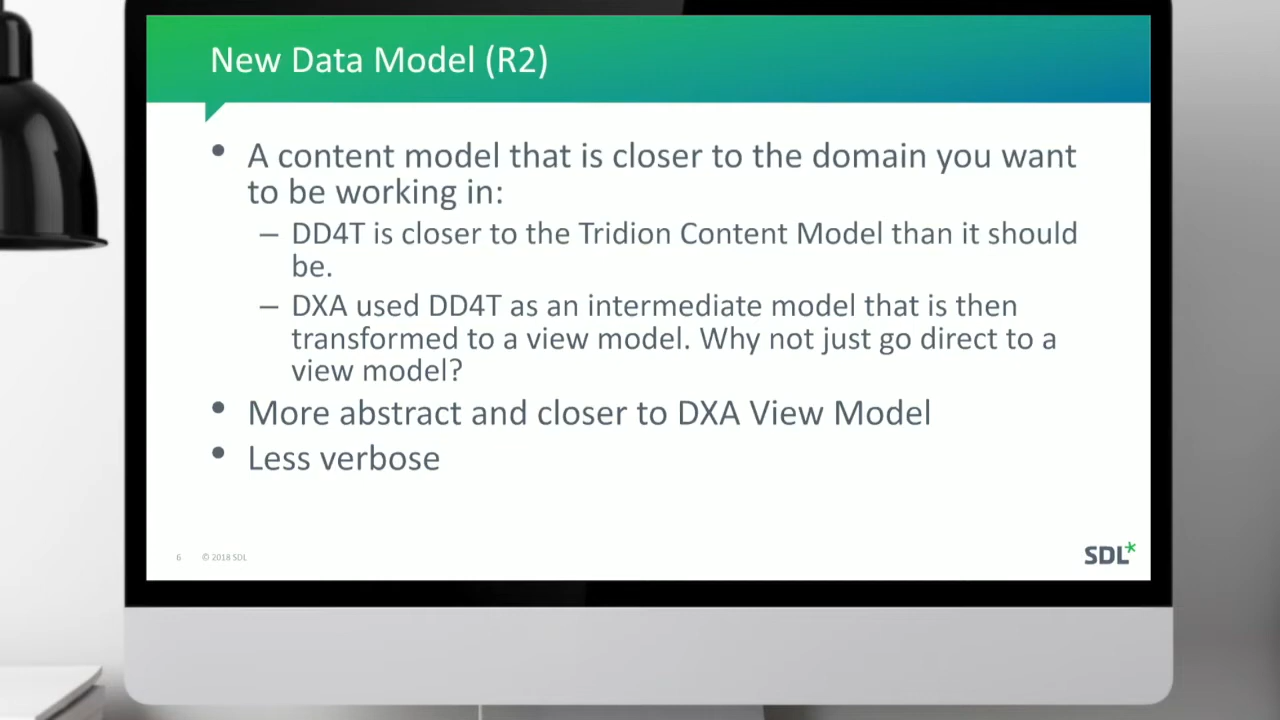 New Data Model (R2)
• A content model that is closer to the domain you want
to be working in:
– DD4T is closer to the Tridion Content Model than it should
be.
– DXA used DD4T as an intermediate model that is then
transformed to a view model. Why not just go direct to a
view model?
• More abstract and closer to DXA View Model
• Less verbose
6 © 2018 SDL
SDL*